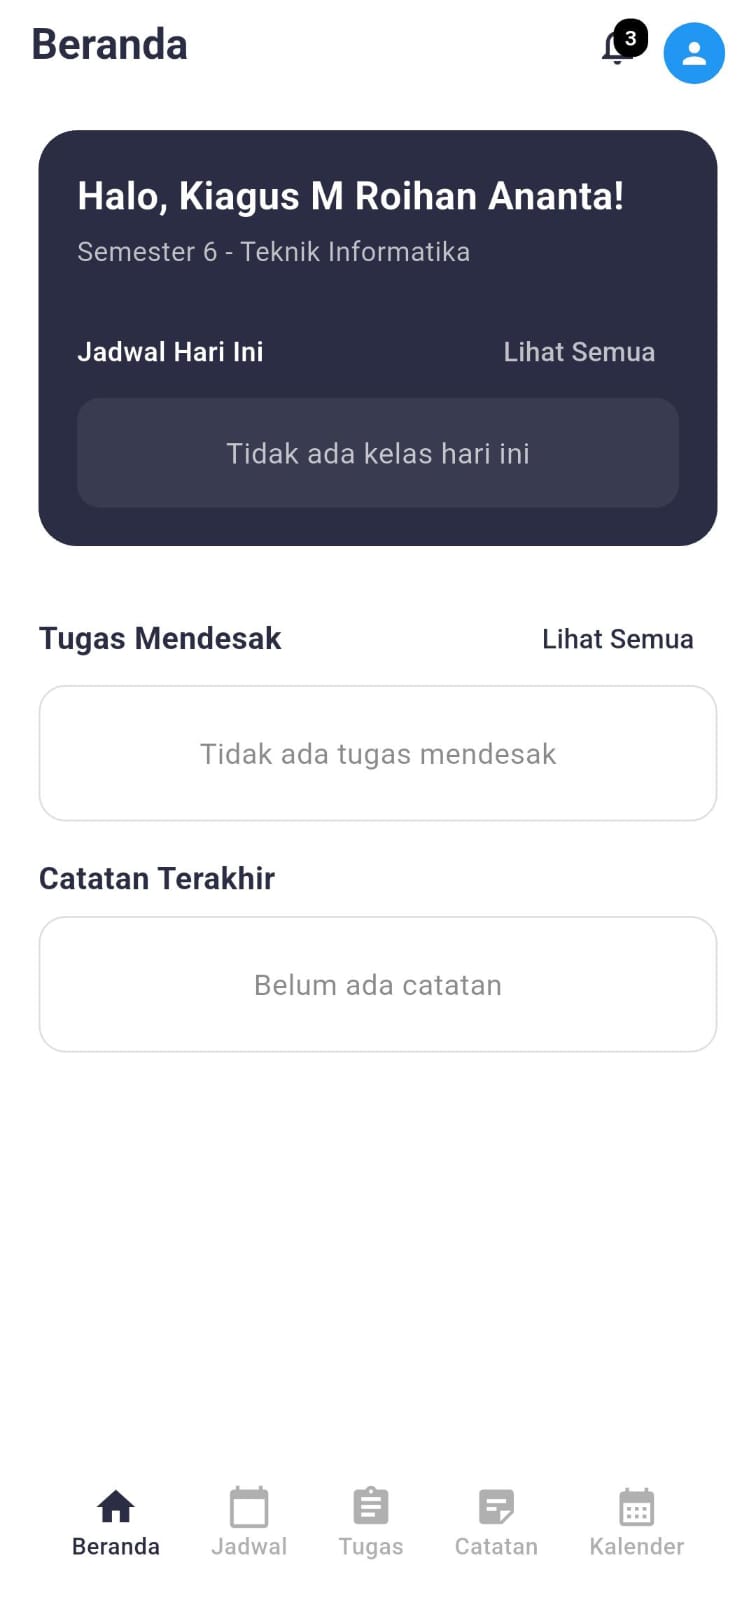 Beranda
3
Halo, Kiagus M Roihan Ananta!
Semester 6 - Teknik Informatika
Jadwal Hari Ini
Lihat Semua
Tidak ada kelas hari ini
Tugas Mendesak
Lihat Semua
Tidak ada tugas mendesak
Catatan Terakhir
Belum ada catatan
Beranda
Jadwal
Tugas
Catatan
Kalender